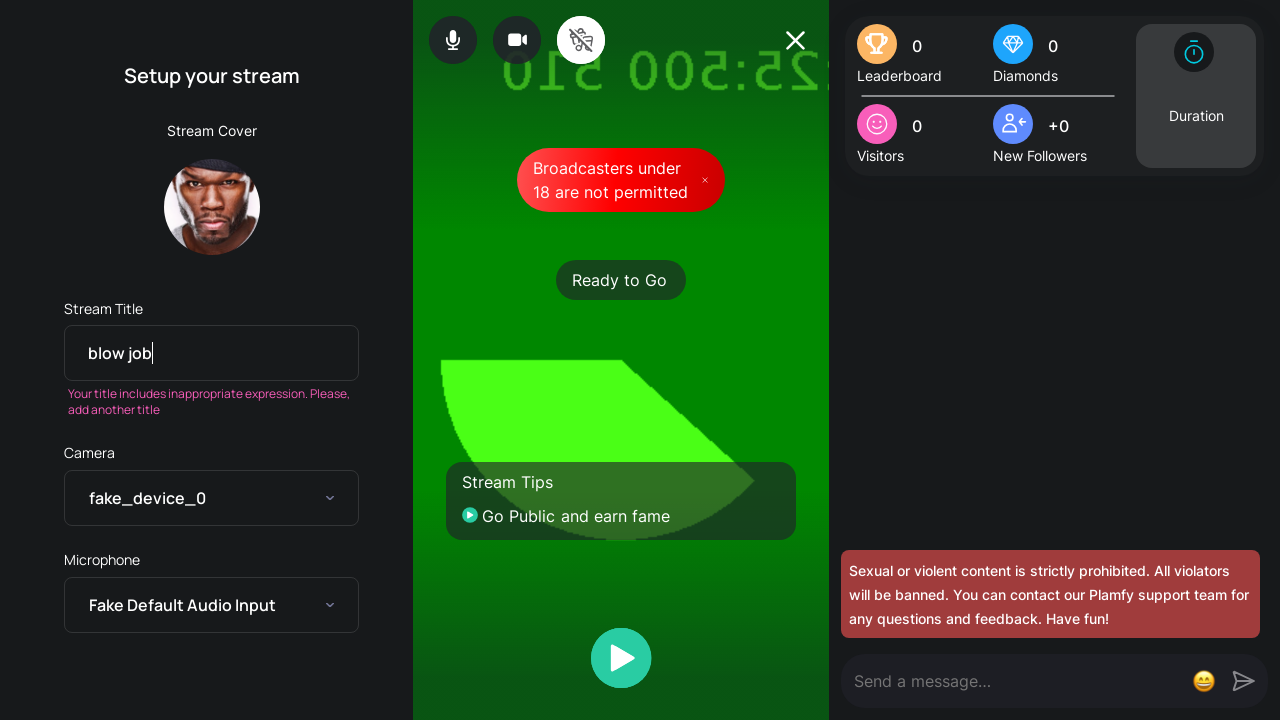 Setup your stream
Stream Cover
Stream Title
blow job
Your title includes inappropriate expression. Please,
add another title
Camera
fake_device_0
Microphone
Fake Default Audio Input
Broadcasters under
18 are not permitted
Ready to Go
Stream Tips
Go Public and earn fame
0
Leaderboard
0
Diamonds
0
Visitors
+0
New Followers
Duration
Sexual or violent content is strictly prohibited. All violators
will be banned. You can contact our Plamfy support team for
any questions and feedback. Have fun!
Send a message...